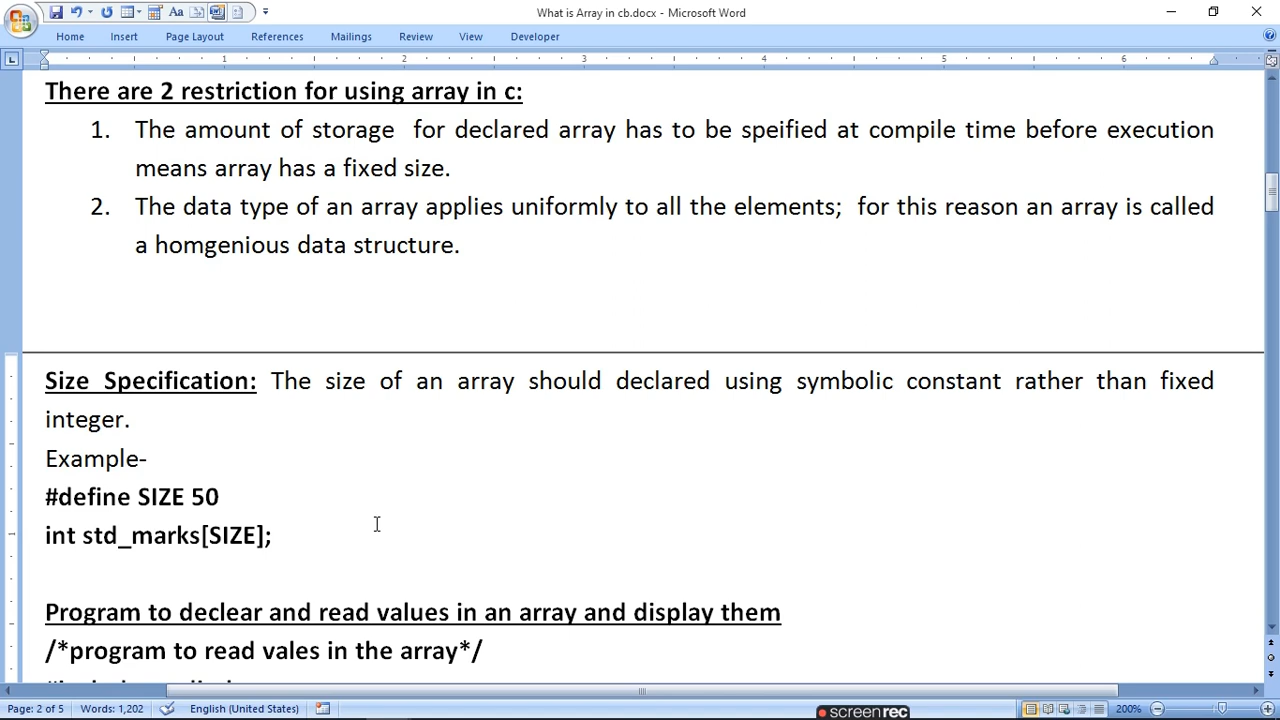 What is Array in cb.docx - Microsoft Word
Home Insert Page Layout References Mailings Review View Developer
1 2 3 4 5 6
There are 2 restriction for using array in c:
1. The amount of storage for declared array has to be speified at compile time before execution
means array has a fixed size.
2. The data type of an array applies uniformly to all the elements; for this reason an array is called
a homgenious data structure.
Size Specification: The size of an array should declared using symbolic constant rather than fixed
integer.
Example-
#define SIZE 50
int std_marks[SIZE];
Program to declear and read values in an array and display them
/*program to read vales in the array*/
Page: 2 of 5 Words: 1,202 English (United States) 200%
screenrec